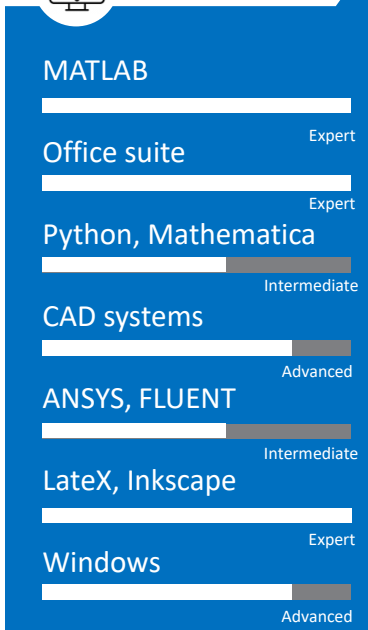 MATLAB
Expert
Office suite
Expert
Python, Mathematica
Intermediate
CAD systems
Advanced
ANSYS, FLUENT
Intermediate
LateX, Inkscape
Expert
Windows
Advanced